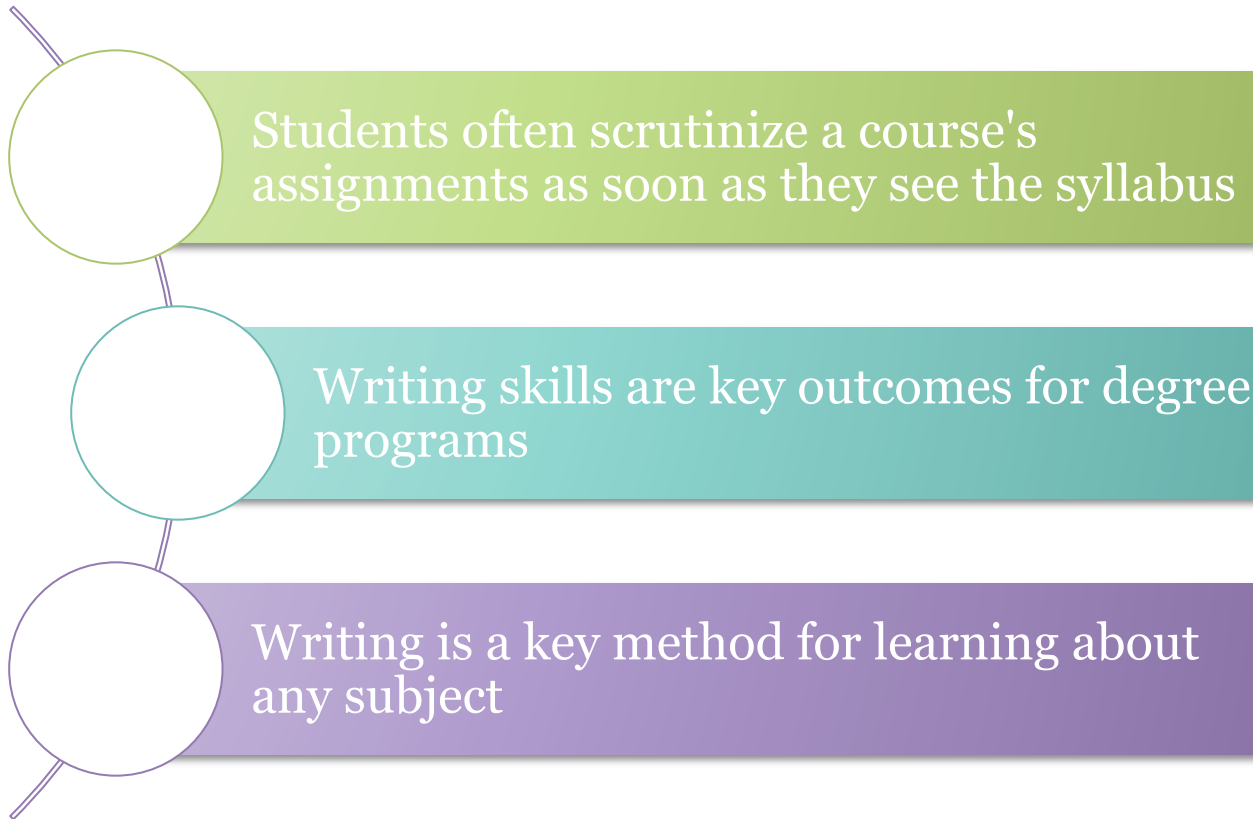 Students often scrutinize a course's
assignments as soon as they see the syllabus
Writing skills are key outcomes for degree
programs
Writing is a key method for learning about
any subject